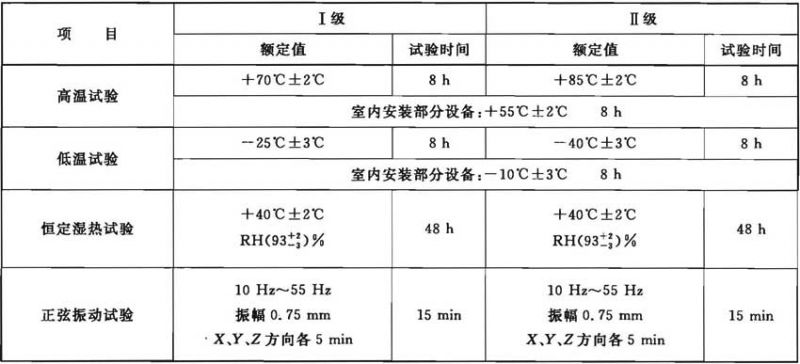 项 目 Ⅰ级 Ⅱ级
额定值 试验时间 额定值 试验时间
高温试验 +70℃±2℃ 8 h +85℃±2℃ 8 h
室内安装部分设备:+55℃±2℃ 8 h
低温试验 -25℃±3℃ 8 h -40℃±3℃ 8 h
室内安装部分设备:-10℃±3℃ 8 h
恒定湿热试验 +40℃±2℃ 48 h +40℃±2℃ 48 h
RH(93⁺²₋₃)% RH(93⁺²₋₃)%
正弦振动试验 10 Hz~55 Hz 15 min 10 Hz~55 Hz 15 min
振幅 0.75 mm 振幅 0.75 mm
X、Y、Z 方向各 5 min X、Y、Z 方向各 5 min